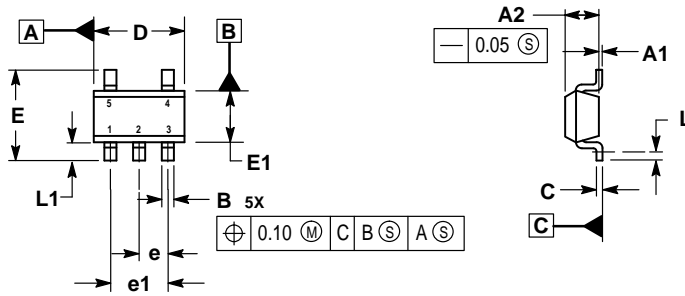 A
D
B
A2
— 0.05 Ⓢ
A1
E
5 4
1 2 3
E1
L1
L
B 5X
C
⌖ 0.10 Ⓜ C B Ⓢ A Ⓢ
C
e
e1